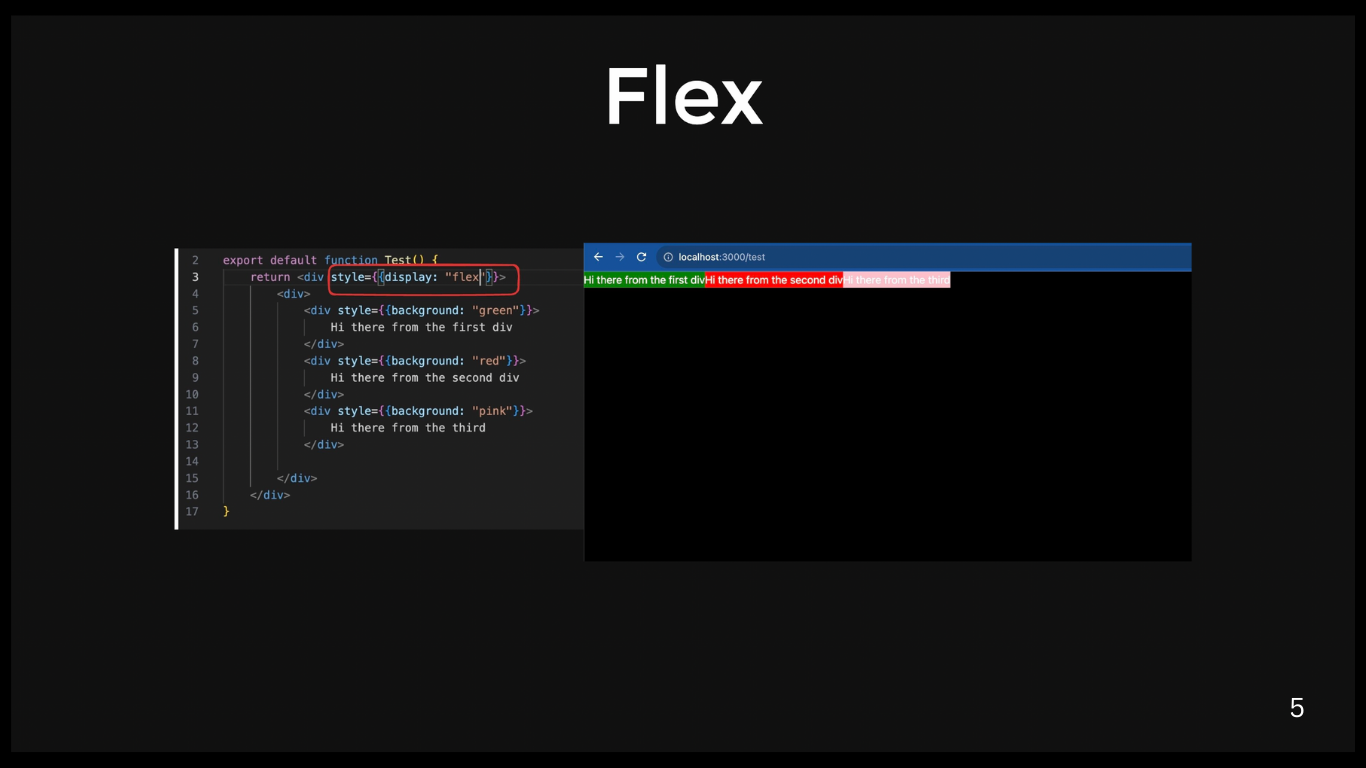 Flex
2 export default function Test() {
3 return <div style={{display: "flex"}}>
4 <div>
5 <div style={{background: "green"}}>
6 Hi there from the first div
7 </div>
8 <div style={{background: "red"}}>
9 Hi there from the second div
10 </div>
11 <div style={{background: "pink"}}>
12 Hi there from the third
13 </div>
14
15 </div>
16 </div>
17 }
localhost:3000/test
Hi there from the first divHi there from the second divHi there from the third
5